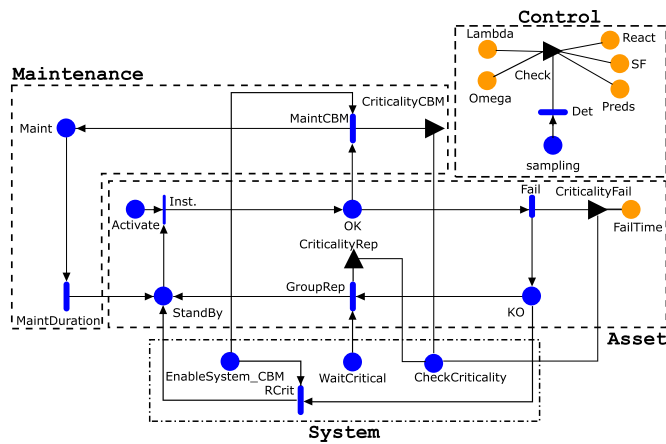 Control
Lambda
React
Check
SF
Omega
Preds
Det
sampling
Maintenance
CriticalityCBM
MaintCBM
Maint
Fail
CriticalityFail
Inst.
Activate
OK
FailTime
CriticalityRep
GroupRep
StandBy
KO
MaintDuration
Asset
EnableSystem_CBM
WaitCritical
CheckCriticality
RCrit
System